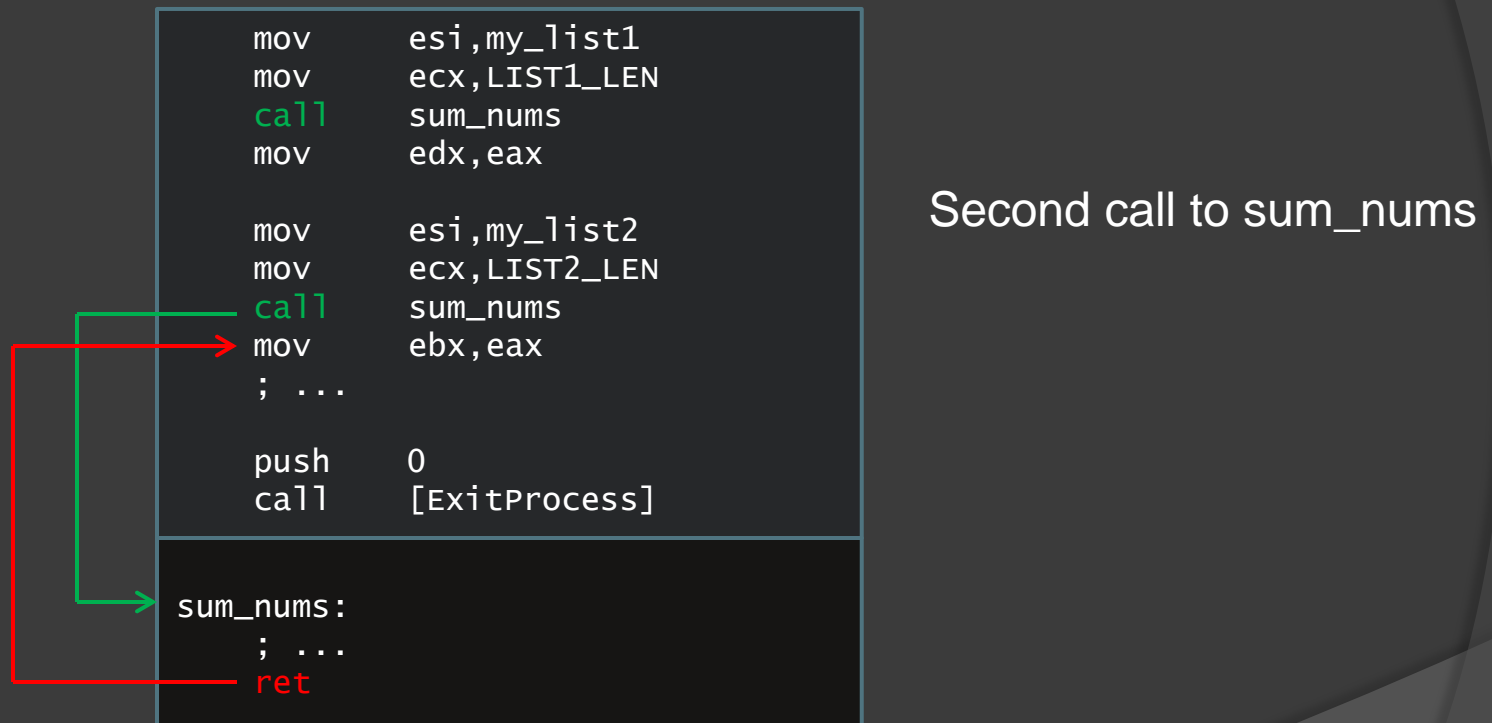 mov esi,my_list1
mov ecx,LIST1_LEN
call sum_nums
mov edx,eax
mov esi,my_list2
mov ecx,LIST2_LEN
call sum_nums
mov ebx,eax
; ...
push 0
call [ExitProcess]
sum_nums:
; ...
ret
Second call to sum_nums